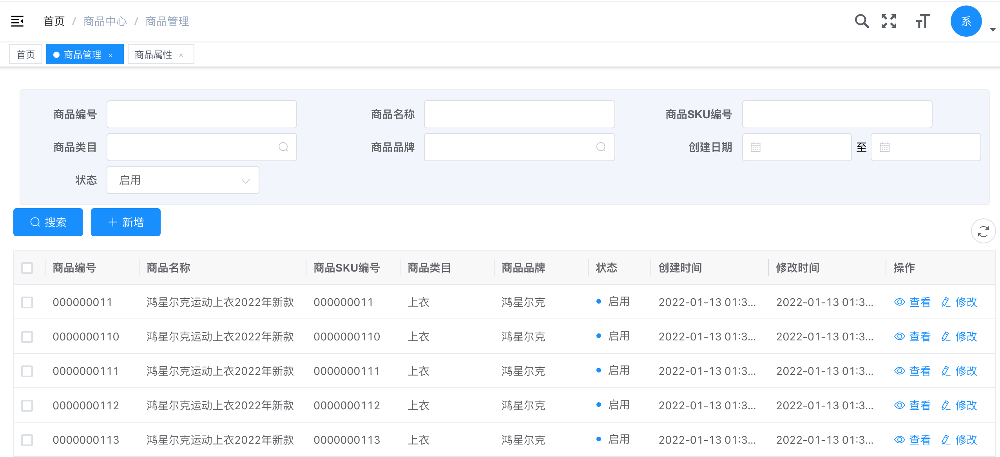 首页 / 商品中心 / 商品管理
系
首页 商品管理 × 商品属性 ×
商品编号 商品名称 商品SKU编号
商品类目 商品品牌 创建日期 至
状态 启用
搜索 新增
商品编号 商品名称 商品SKU编号 商品类目 商品品牌 状态 创建时间 修改时间 操作
000000011 鸿星尔克运动上衣2022年新款 000000011 上衣 鸿星尔克 启用 2022-01-13 01:3... 2022-01-13 01:3... 查看 修改
0000000110 鸿星尔克运动上衣2022年新款 0000000110 上衣 鸿星尔克 启用 2022-01-13 01:3... 2022-01-13 01:3... 查看 修改
0000000111 鸿星尔克运动上衣2022年新款 0000000111 上衣 鸿星尔克 启用 2022-01-13 01:3... 2022-01-13 01:3... 查看 修改
0000000112 鸿星尔克运动上衣2022年新款 0000000112 上衣 鸿星尔克 启用 2022-01-13 01:3... 2022-01-13 01:3... 查看 修改
0000000113 鸿星尔克运动上衣2022年新款 0000000113 上衣 鸿星尔克 启用 2022-01-13 01:3... 2022-01-13 01:3... 查看 修改